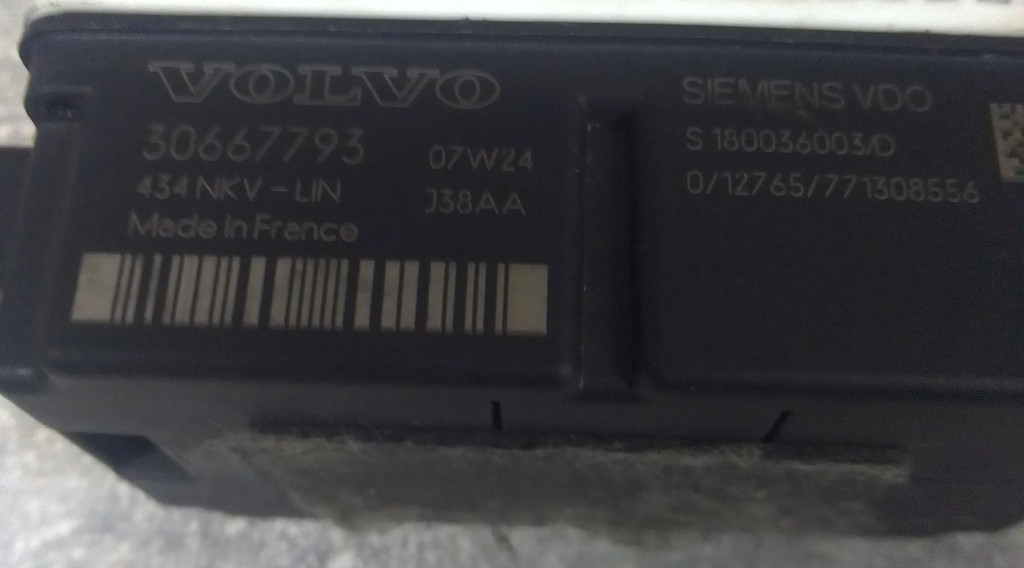 VOLVO
30667793 07W24
434 NKV-LIN J38AA
Made in France
SIEMENS VDO
S 180036003/D
0/12765/771308556